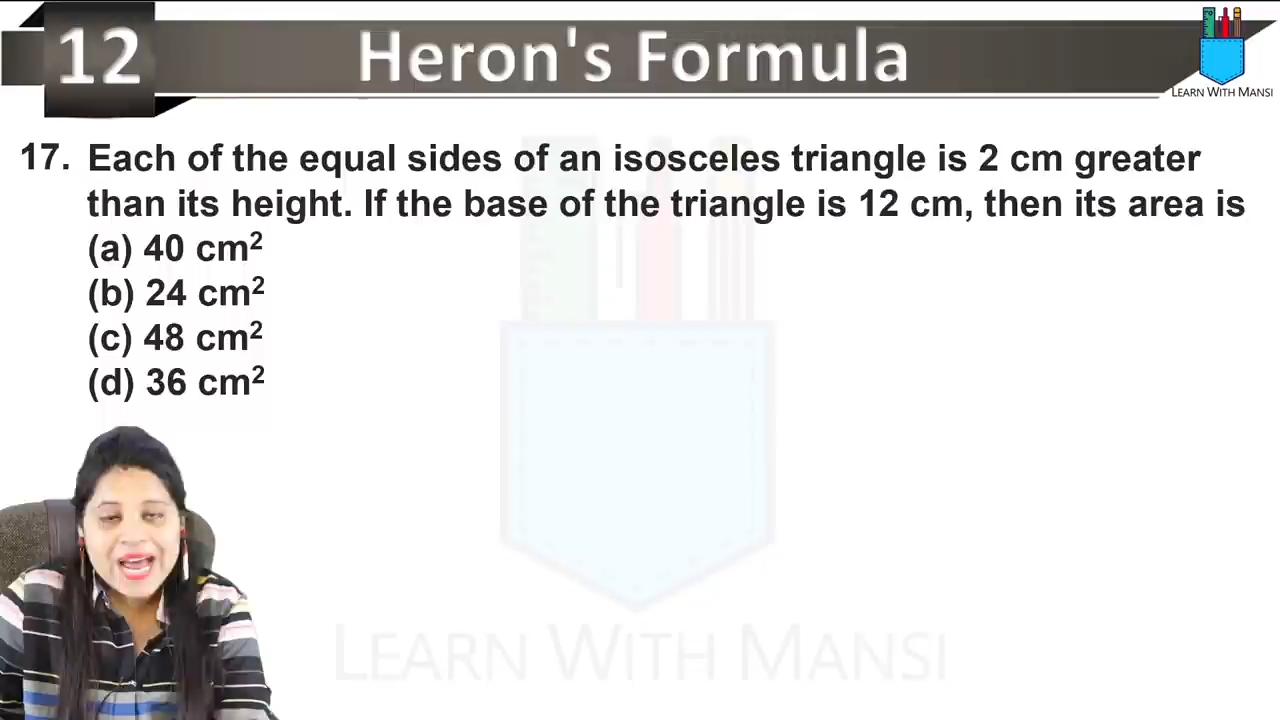 12 Heron's Formula
LEARN WITH MANSI
17. Each of the equal sides of an isosceles triangle is 2 cm greater
than its height. If the base of the triangle is 12 cm, then its area is
(a) 40 cm²
(b) 24 cm²
(c) 48 cm²
(d) 36 cm²
LEARN WITH MANSI